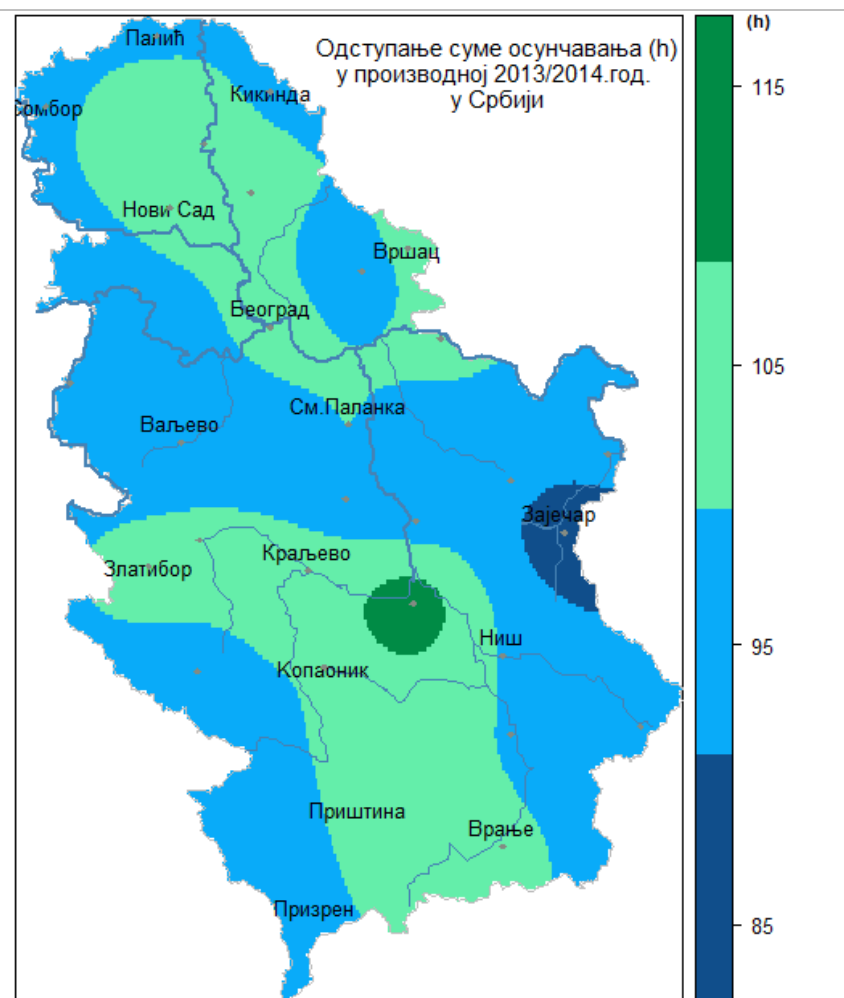 Одступање суме осунчавања (h)
у производној 2013/2014.год.
у Србији
(h)
115
105
95
85
Палић
Кикинда
Сомбор
Нови Сад
Вршац
Београд
См.Паланка
Ваљево
Зајечар
Краљево
Златибор
Ниш
Копаоник
Приштина
Врање
Призрен